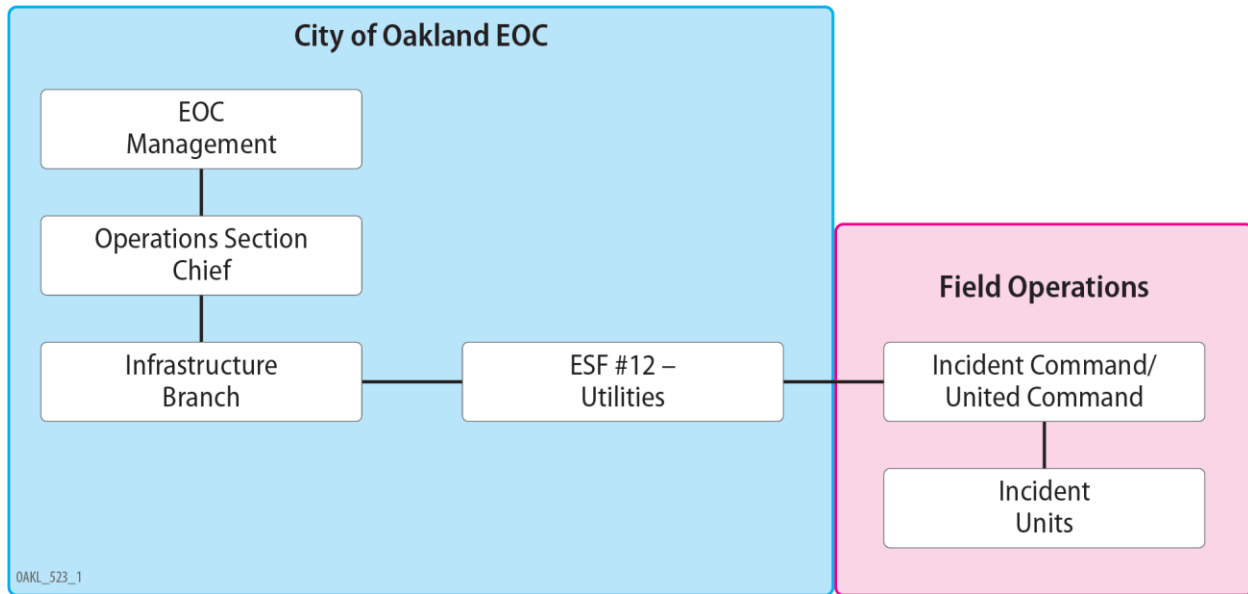 City of Oakland EOC
EOC
Management
Operations Section
Chief
Infrastructure
Branch
ESF #12 –
Utilities
Field Operations
Incident Command/
United Command
Incident
Units
OAKL_523_1